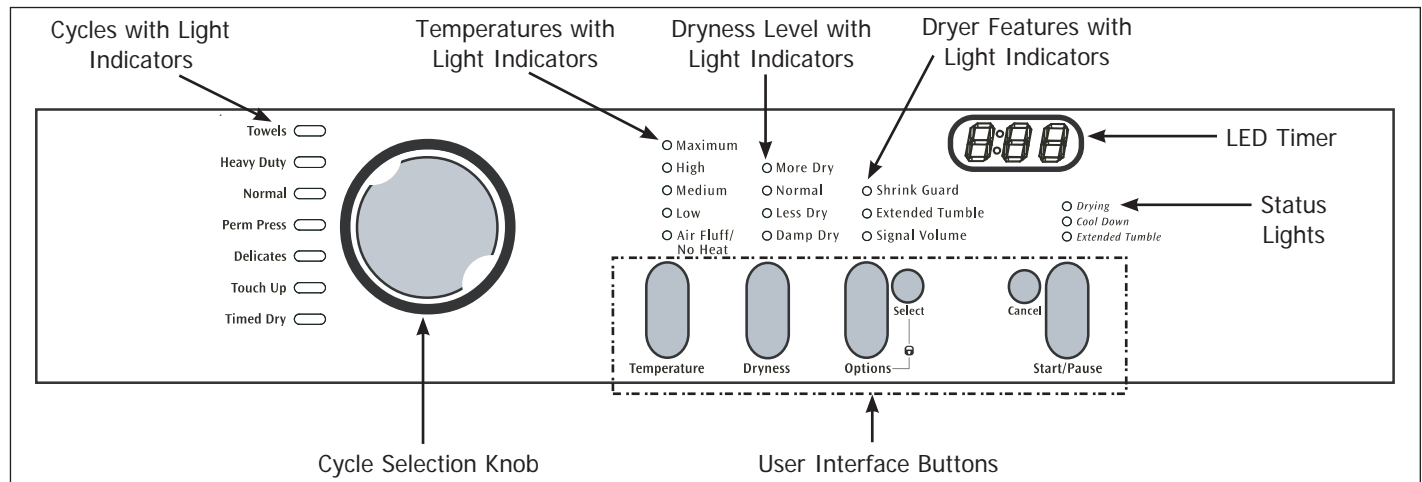 Cycles with Light
Indicators
Temperatures with
Light Indicators
Dryness Level with
Light Indicators
Dryer Features with
Light Indicators
Towels
Heavy Duty
Normal
Perm Press
Delicates
Touch Up
Timed Dry
Maximum
High
Medium
Low
Air Fluff/
No Heat
More Dry
Normal
Less Dry
Damp Dry
Shrink Guard
Extended Tumble
Signal Volume
8:88
LED Timer
Drying
Cool Down
Extended Tumble
Status
Lights
Temperature
Dryness
Options
Select
Cancel
Start/Pause
Cycle Selection Knob
User Interface Buttons